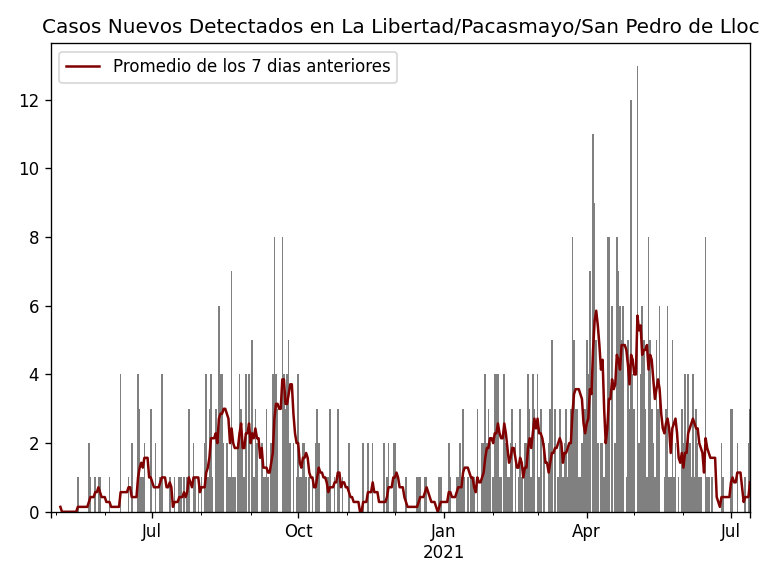 Casos Nuevos Detectados en La Libertad/Pacasmayo/San Pedro de Lloc
Promedio de los 7 dias anteriores
12
10
8
6
4
2
0
Jul Oct Jan Apr Jul
2021